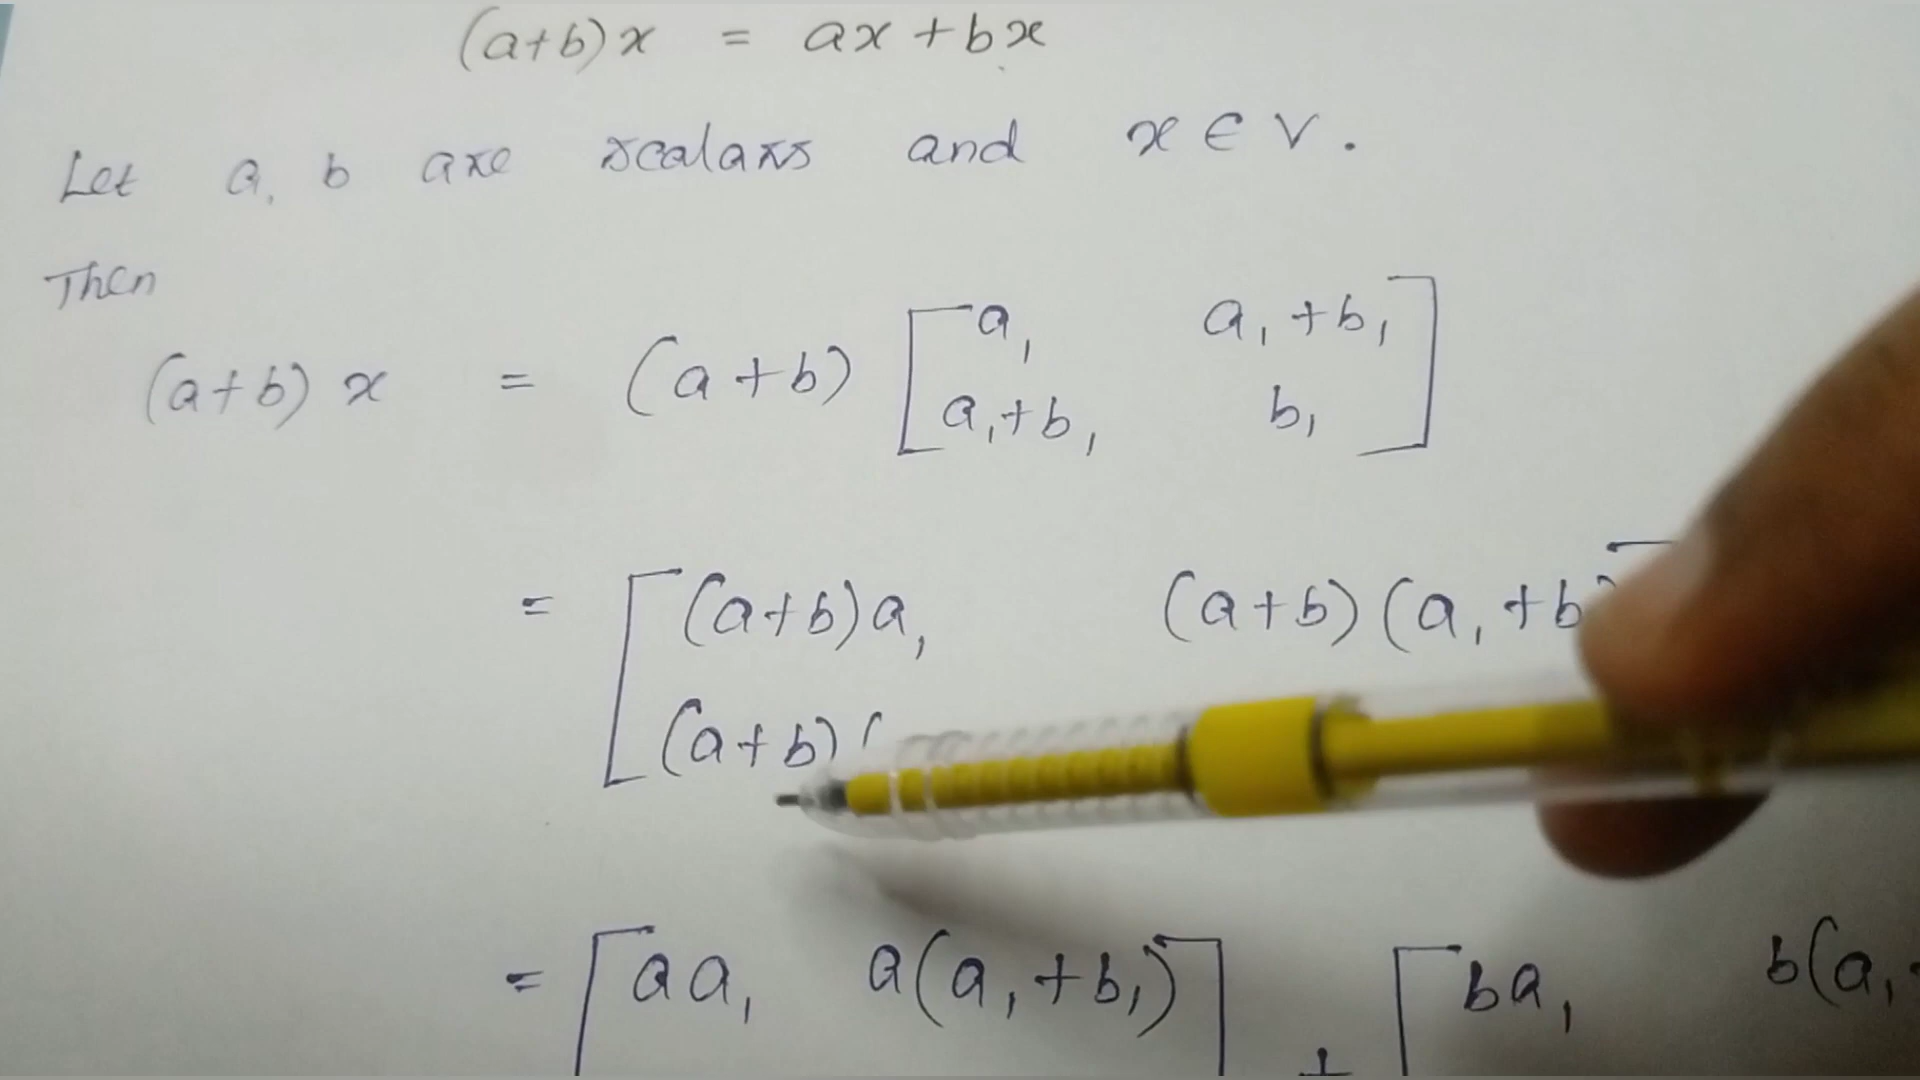 (a+b)x = ax+bx
Let a, b are scalars and x ∈ V.
Then
(a+b) x = (a+b) [ a₁ a₁+b₁
a₁+b₁ b₁ ]
= [ (a+b)a₁ (a+b)(a₁+b
(a+b)(
= [ aa₁ a(a₁+b₁) ] + [ ba₁ b(a₁